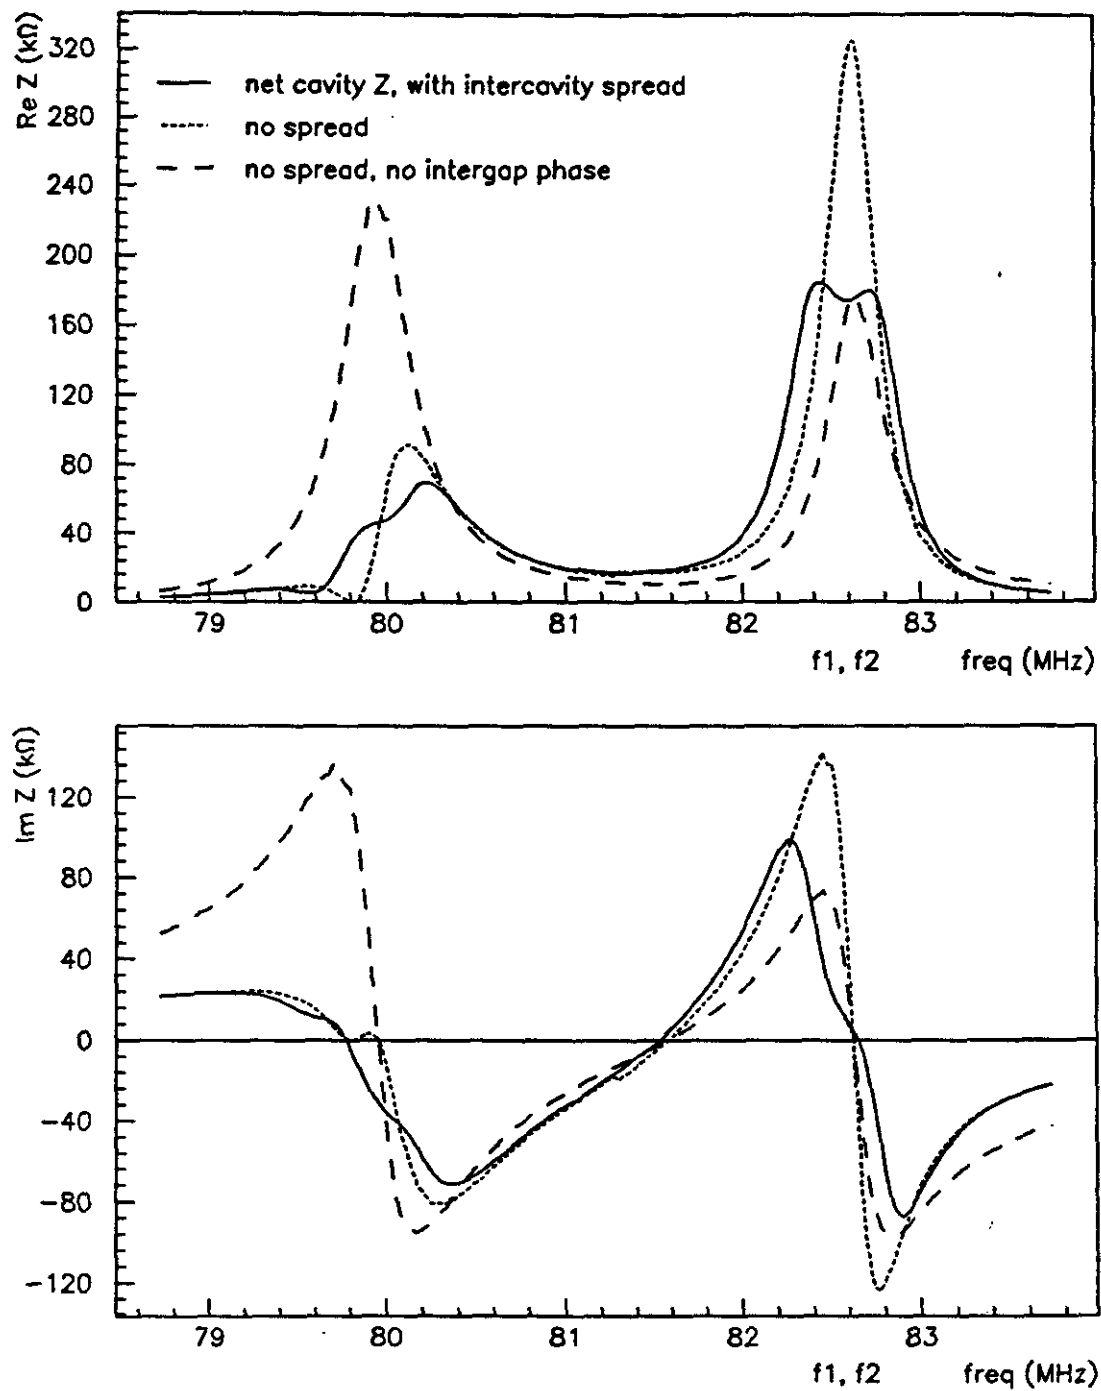 Re Z (kΩ)
320
280
240
200
160
120
80
40
0
net cavity Z, with intercavity spread
no spread
no spread, no intergap phase
79 80 81 82 83
f1, f2 freq (MHz)
Im Z (kΩ)
120
80
40
0
−40
−80
−120
79 80 81 82 83
f1, f2 freq (MHz)